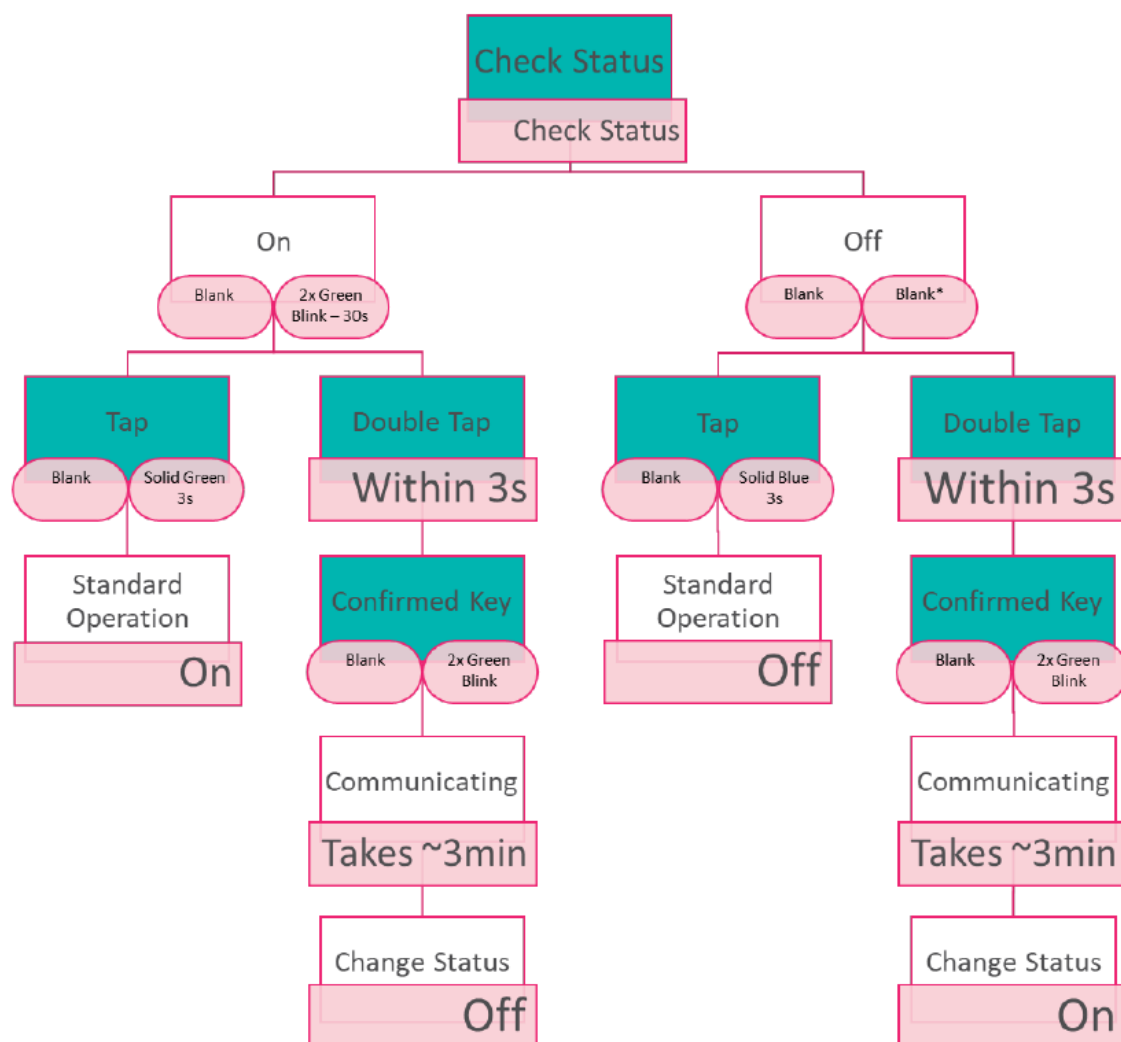 Check Status
Check Status
On
Off
Blank
2x Green
Blink – 30s
Blank
Blank*
Tap
Double Tap
Tap
Double Tap
Blank
Solid Green
3s
Within 3s
Blank
Solid Blue
3s
Within 3s
Standard
Operation
On
Confirmed Key
Standard
Operation
Off
Confirmed Key
Blank
2x Green
Blink
Blank
2x Green
Blink
Communicating
Communicating
Takes ~3min
Takes ~3min
Change Status
Change Status
Off
On